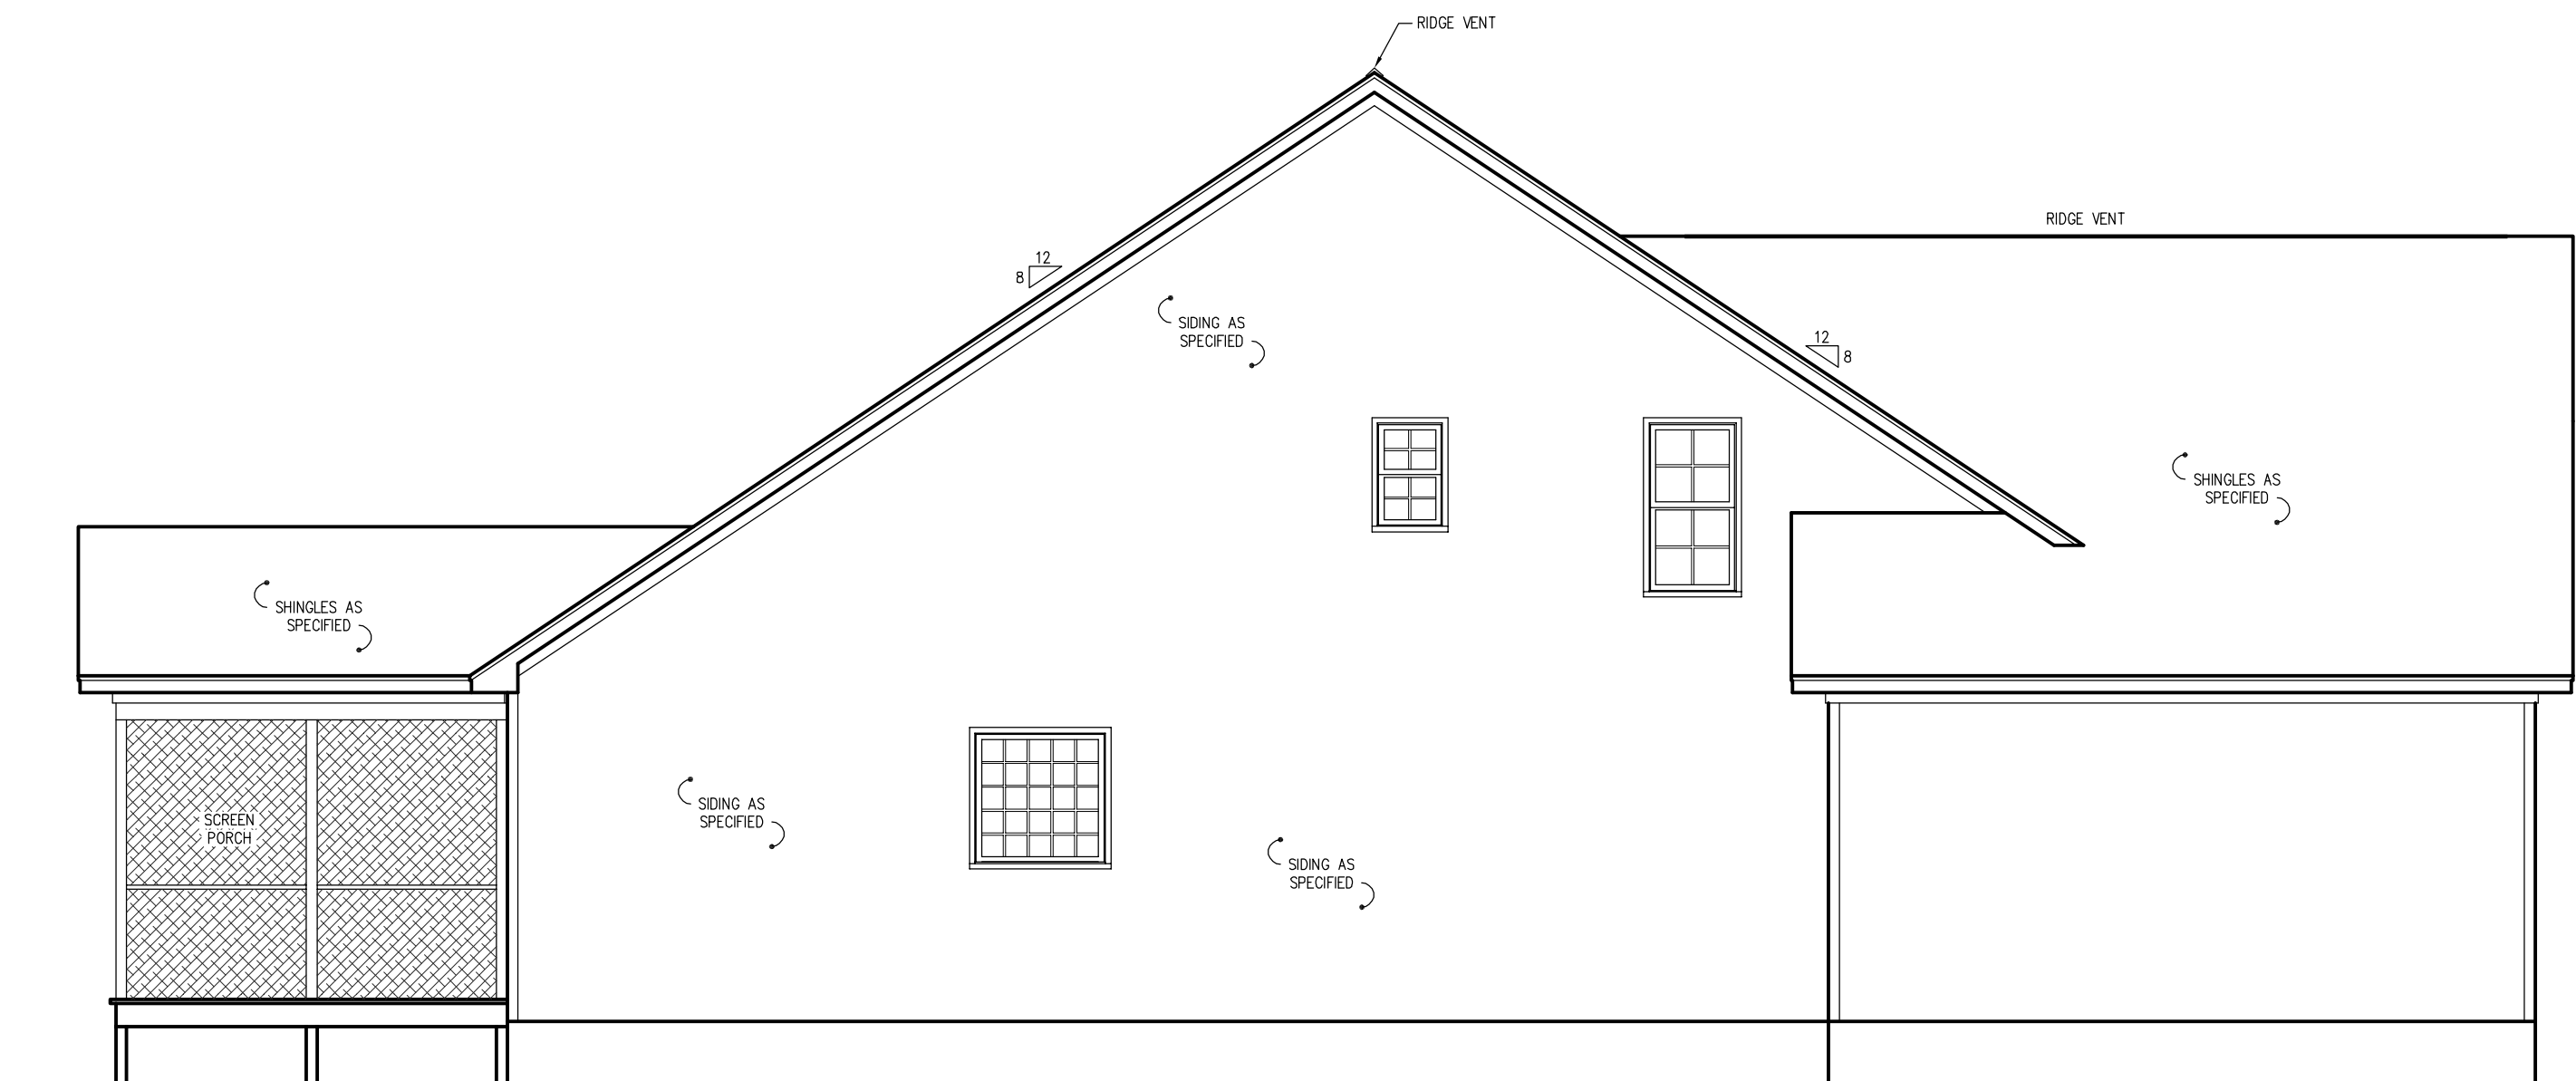 RIDGE VENT
RIDGE VENT
12
8
SIDING AS
SPECIFIED
12
8
SHINGLES AS
SPECIFIED
SHINGLES AS
SPECIFIED
SIDING AS
SPECIFIED
SCREEN
PORCH
SIDING AS
SPECIFIED